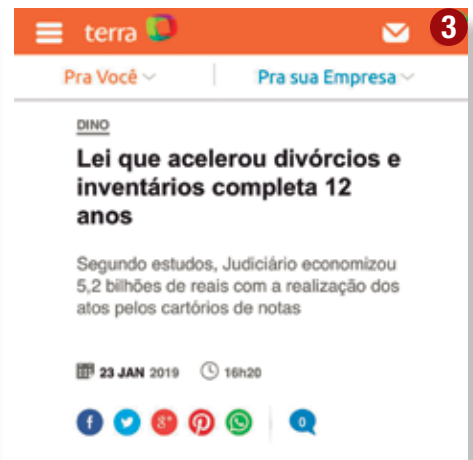 terra 3
Pra Você Pra sua Empresa
DINO
Lei que acelerou divórcios e
inventários completa 12
anos
Segundo estudos, Judiciário economizou
5,2 bilhões de reais com a realização dos
atos pelos cartórios de notas
23 JAN 2019 16h20
f 8+ 0